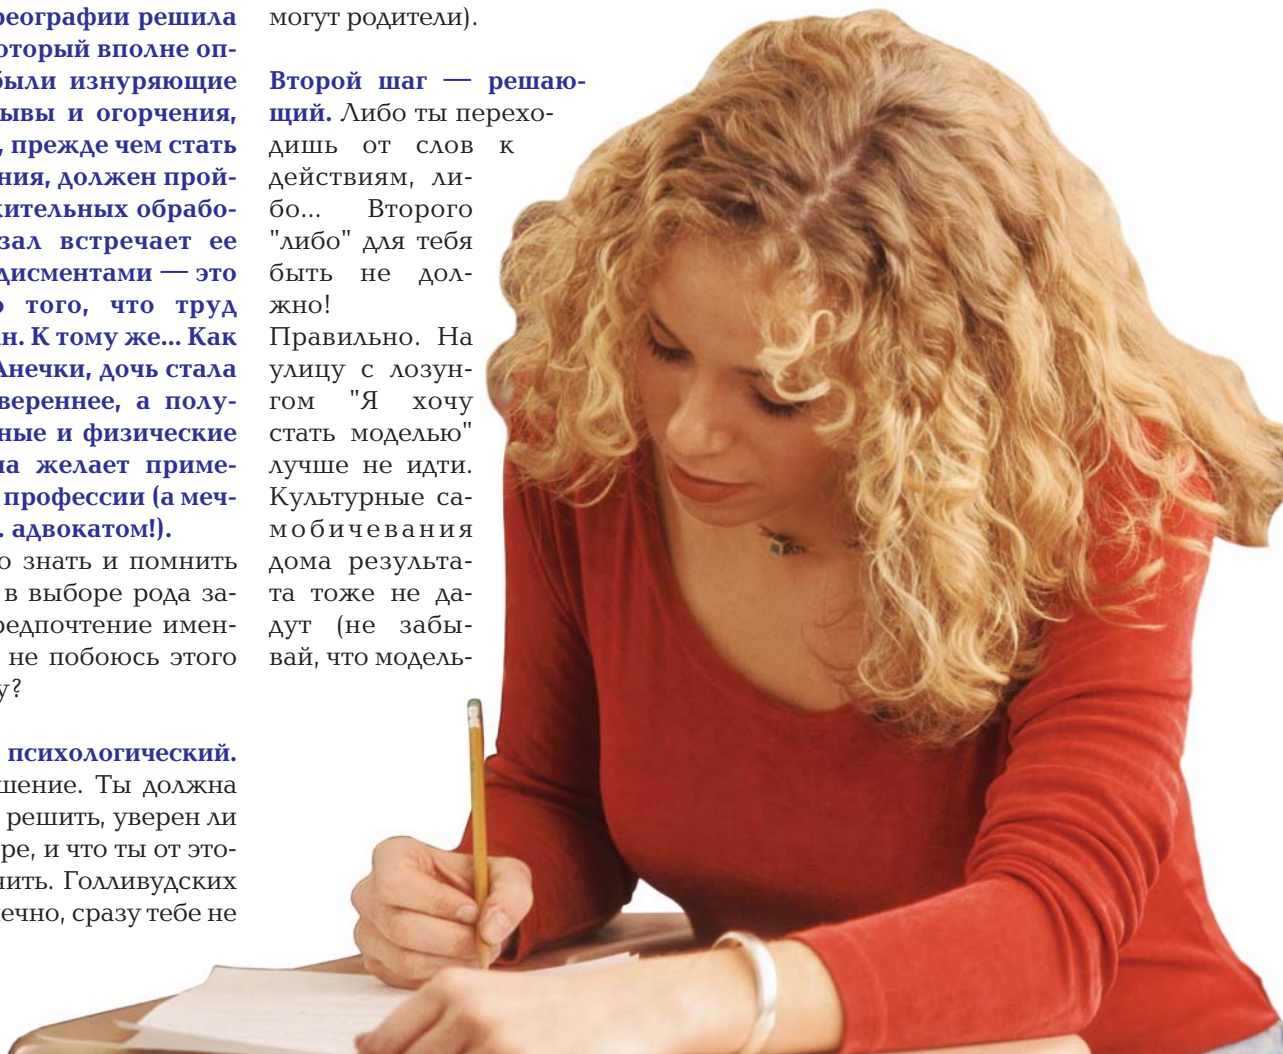 реографии решила
оторый вполне оп-
были изнуряющие
ывы и огорчения,
, прежде чем стать
ния, должен прой-
жительных обрабо-
зал встречает ее
дисментами — это
о того, что труд
н. К тому же... Как
Анечки, дочь стала
вереннее, а полу-
ные и физические
на желает приме-
профессии (а меч-
. адвокатом!).
о знать и помнить
в выборе рода за-
редпочтение имен-
не побоюсь этого
у?
психологический.
шение. Ты должна
решить, уверен ли
ре, и что ты от это-
чить. Голливудских
ечно, сразу тебе не
могут родители).
Второй шаг — решаю-
щий. Либо ты перехо-
дишь от слов к
действиям, ли-
бо... Второго
"либо" для тебя
быть не дол-
жно!
Правильно. На
улицу с лозун-
гом "Я хочу
стать моделью"
лучше не идти.
Культурные са-
мобичевания
дома результа-
та тоже не да-
дут (не забы-
вай, что модель-